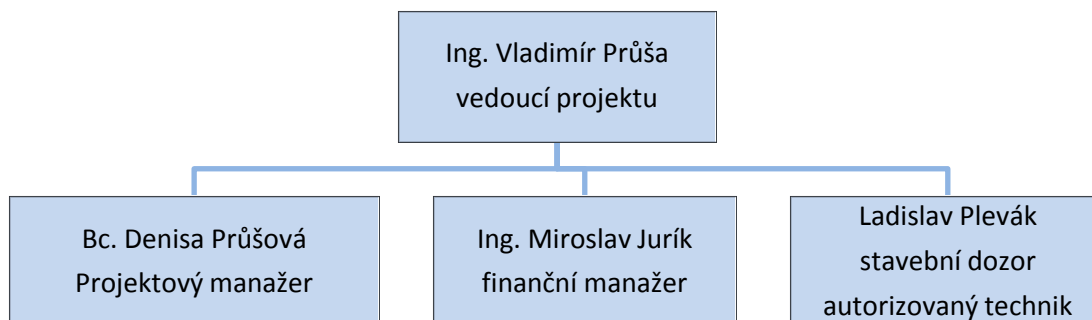 Ing. Vladimír Průša
vedoucí projektu
Bc. Denisa Průšová
Projektový manažer
Ing. Miroslav Jurík
finanční manažer
Ladislav Plevák
stavební dozor
autorizovaný technik